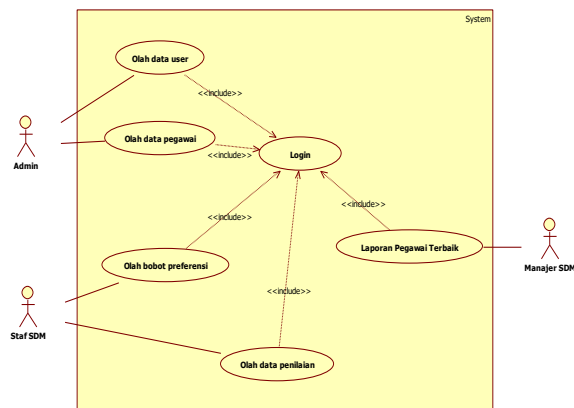 System
Olah data user
<<include>>
Olah data pegawai
<<include>>
Login
Admin
<<include>>
<<include>>
Laporan Pegawai Terbaik
Manajer SDM
Olah bobot preferensi
<<include>>
Staf SDM
Olah data penilaian